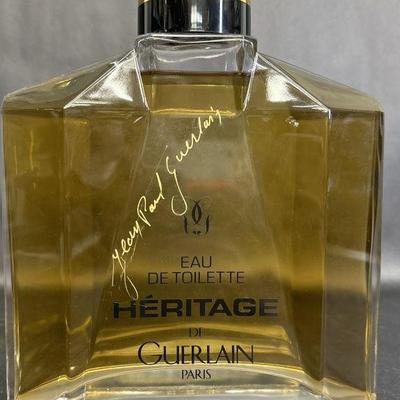 Jean Paul Guerlain
EAU
DE TOILETTE
HÉRITAGE
DE
GUERLAIN
PARIS